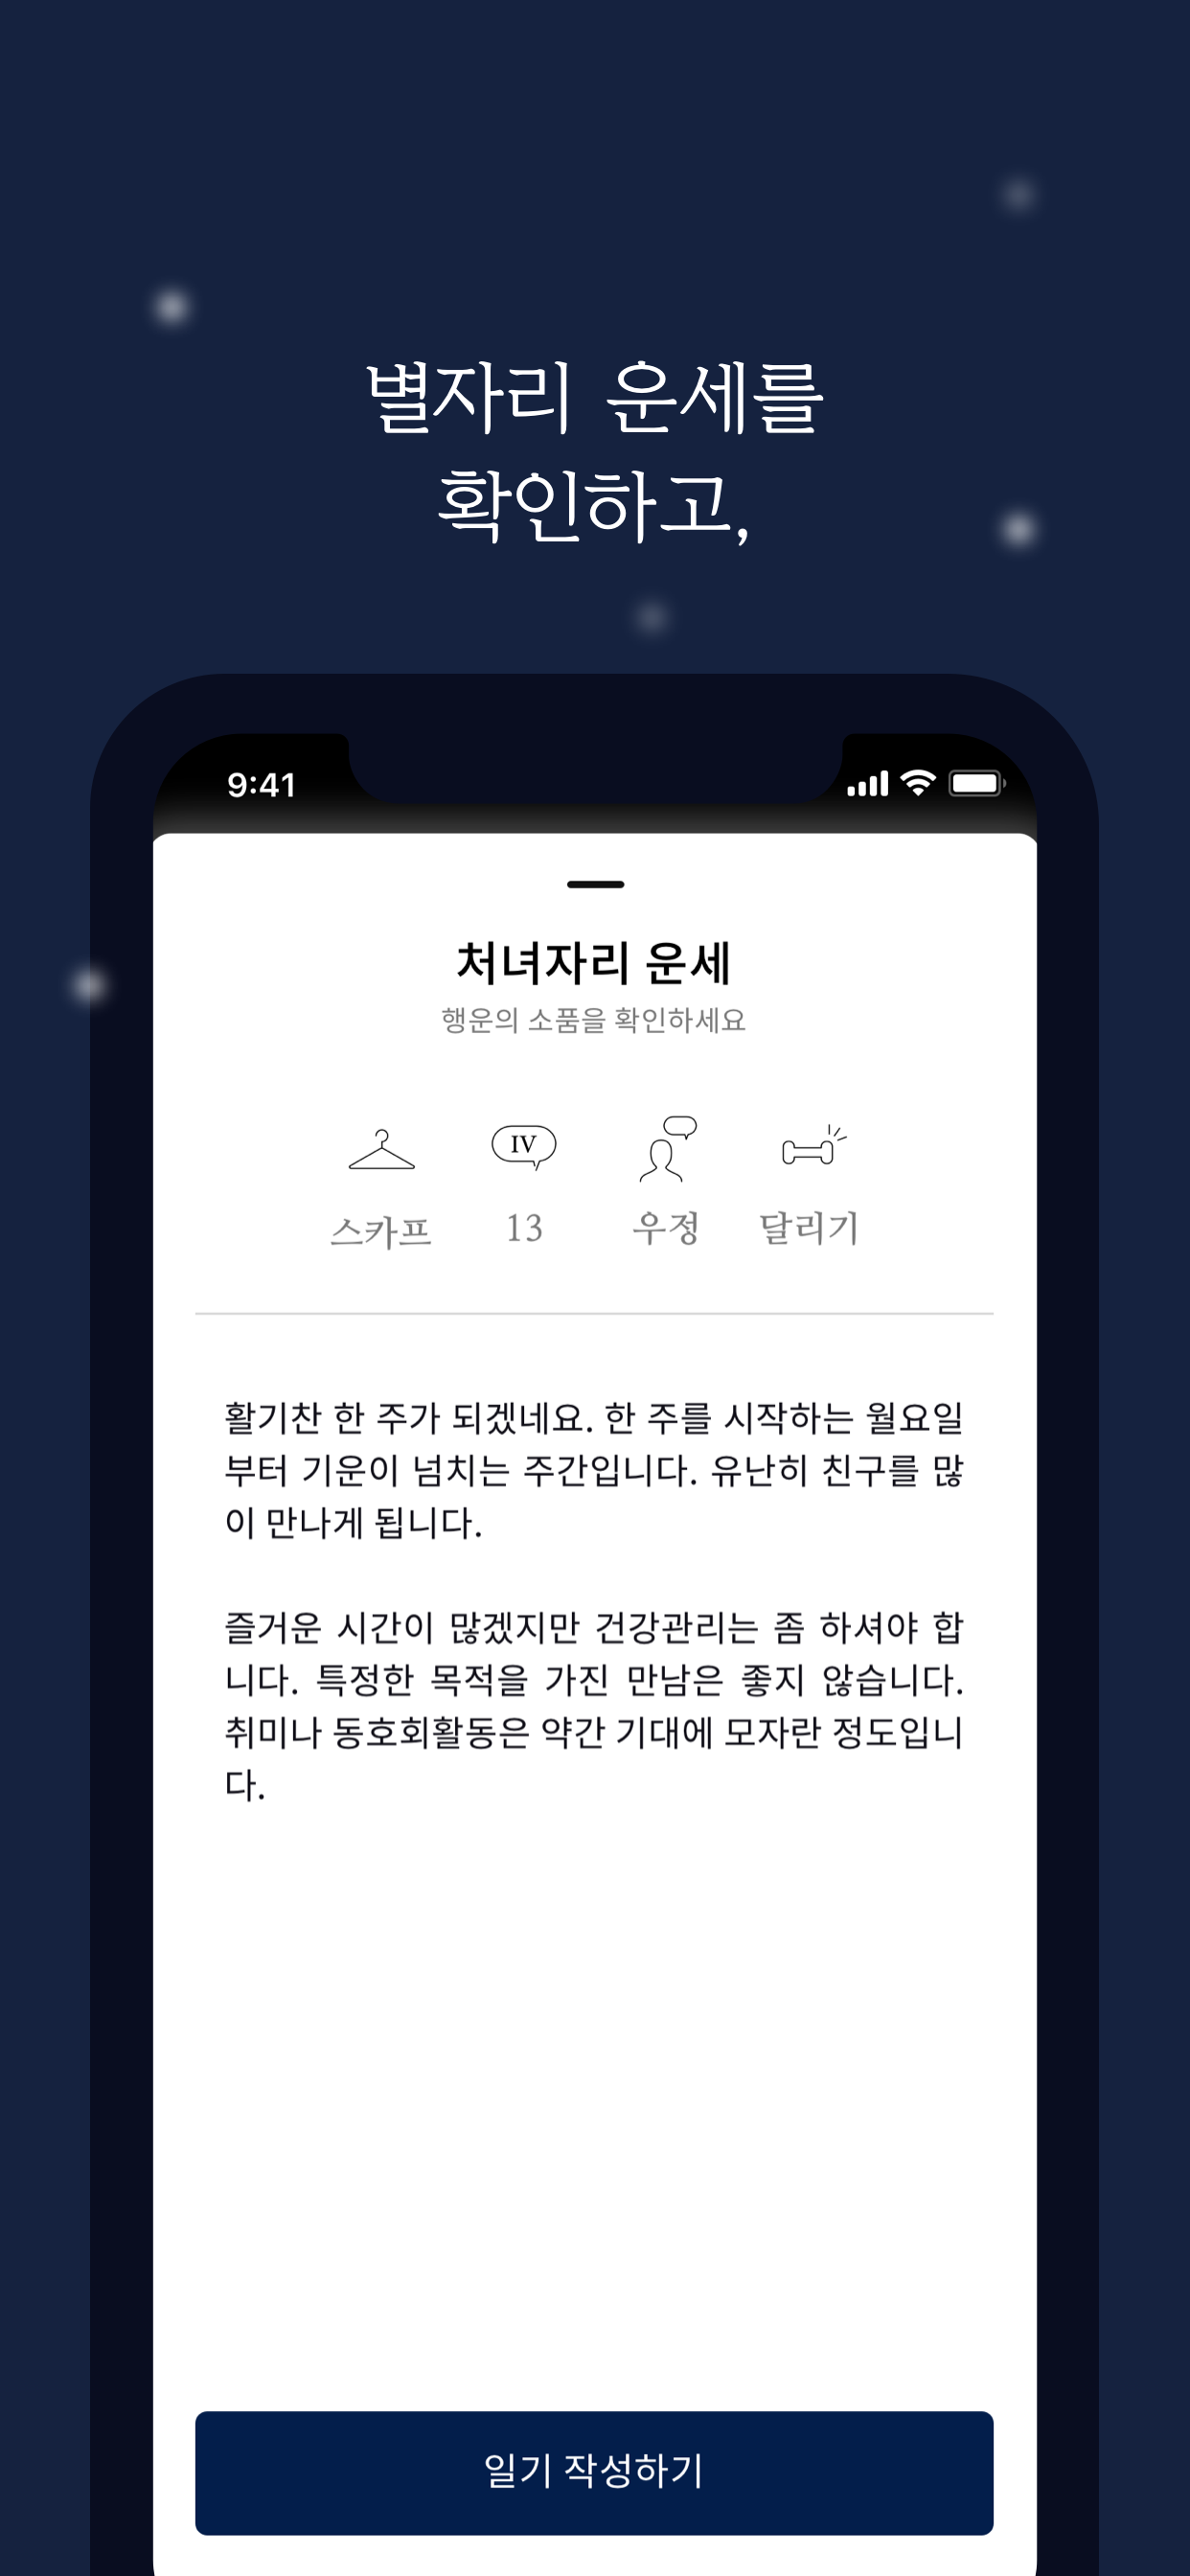 별자리 운세를
확인하고,
9:41
처녀자리 운세
행운의 소품을 확인하세요
IV
스카프 13 우정 달리기
활기찬 한 주가 되겠네요. 한 주를 시작하는 월요일
부터 기운이 넘치는 주간입니다. 유난히 친구를 많
이 만나게 됩니다.
즐거운 시간이 많겠지만 건강관리는 좀 하셔야 합
니다. 특정한 목적을 가진 만남은 좋지 않습니다.
취미나 동호회활동은 약간 기대에 모자란 정도입니
다.
일기 작성하기